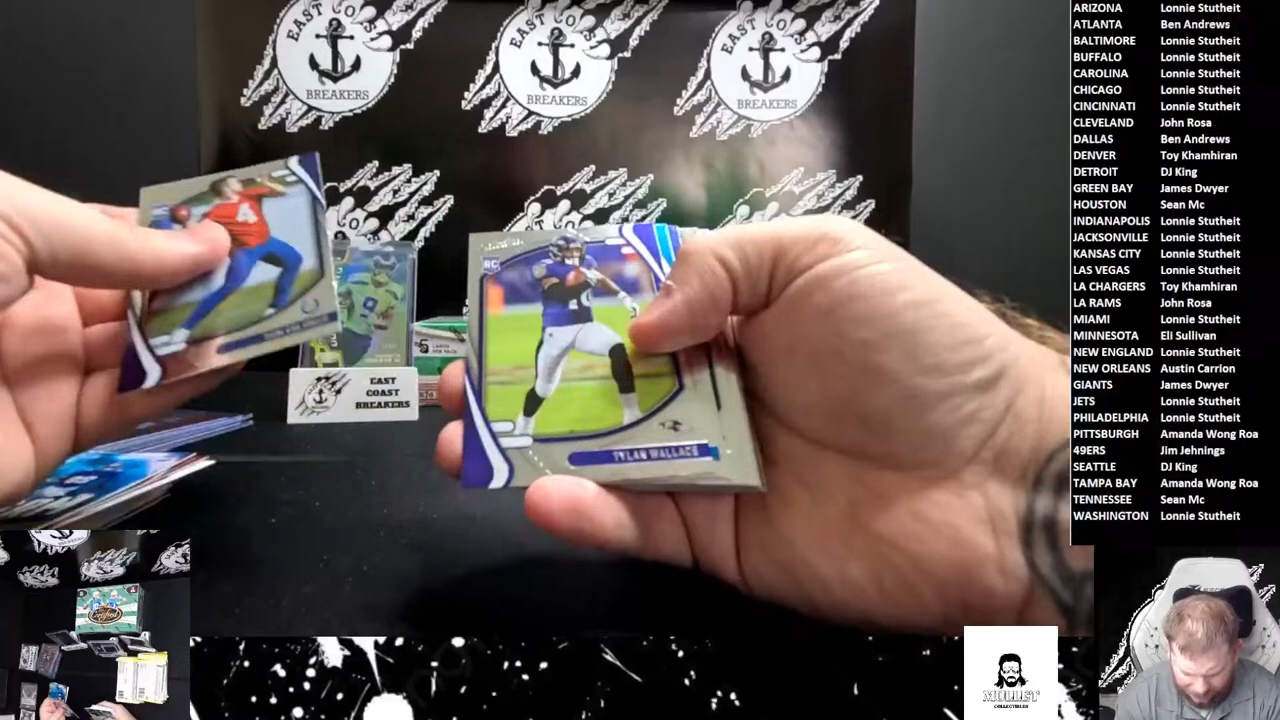 EAST COAST
BREAKERS
EAST COAST
BREAKERS
EAST COAST
BREAKERS
RC
TYLAN WALLACE
4
9
EAST
COAST
BREAKERS
Certified
MULLET
COLLECTIBLES
ARIZONA Lonnie Stutheit
ATLANTA Ben Andrews
BALTIMORE Lonnie Stutheit
BUFFALO Lonnie Stutheit
CAROLINA Lonnie Stutheit
CHICAGO Lonnie Stutheit
CINCINNATI Lonnie Stutheit
CLEVELAND John Rosa
DALLAS Ben Andrews
DENVER Toy Khamhiran
DETROIT DJ King
GREEN BAY James Dwyer
HOUSTON Sean Mc
INDIANAPOLIS Lonnie Stutheit
JACKSONVILLE Lonnie Stutheit
KANSAS CITY Lonnie Stutheit
LAS VEGAS Lonnie Stutheit
LA CHARGERS Toy Khamhiran
LA RAMS John Rosa
MIAMI Lonnie Stutheit
MINNESOTA Eli Sullivan
NEW ENGLAND Lonnie Stutheit
NEW ORLEANS Austin Carrion
GIANTS James Dwyer
JETS Lonnie Stutheit
PHILADELPHIA Lonnie Stutheit
PITTSBURGH Amanda Wong Roa
49ERS Jim Jehnings
SEATTLE DJ King
TAMPA BAY Amanda Wong Roa
TENNESSEE Sean Mc
WASHINGTON Lonnie Stutheit